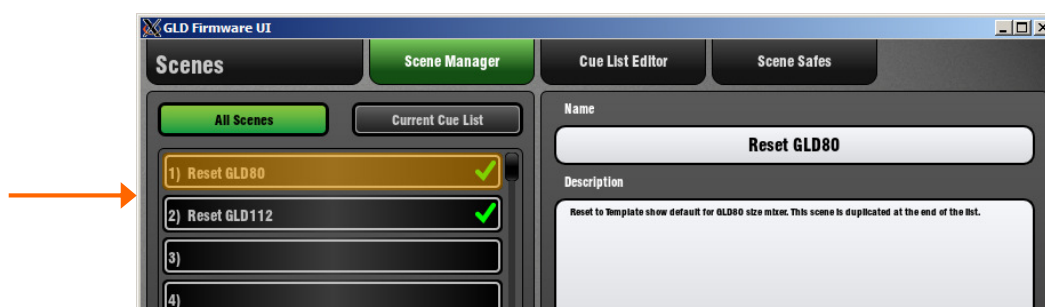 GLD Firmware UI
Scenes
Scene Manager
Cue List Editor
Scene Safes
All Scenes
Current Cue List
1) Reset GLD80
2) Reset GLD112
3)
4)
Name
Reset GLD80
Description
Reset to Template show default for GLD80 size mixer. This scene is duplicated at the end of the list.